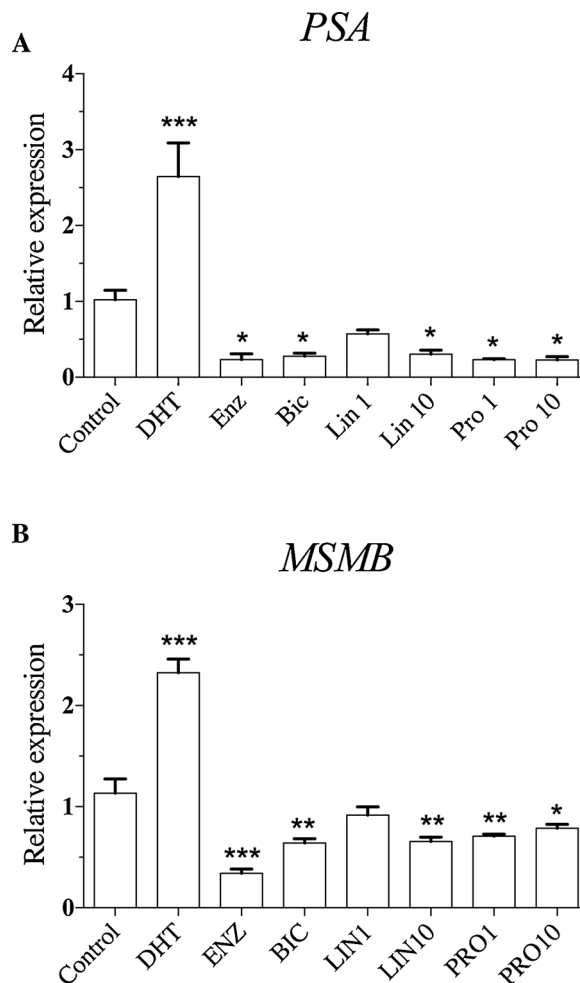 PSA
A
Relative expression
4
3
2
1
0
***
*
*
*
*
*
Control
DHT
Enz
Bic
Lin 1
Lin 10
Pro 1
Pro 10
B
MSMB
Relative expression
3
2
1
0
***
***
**
**
**
*
Control
DHT
ENZ
BIC
LIN1
LIN10
PRO1
PRO10